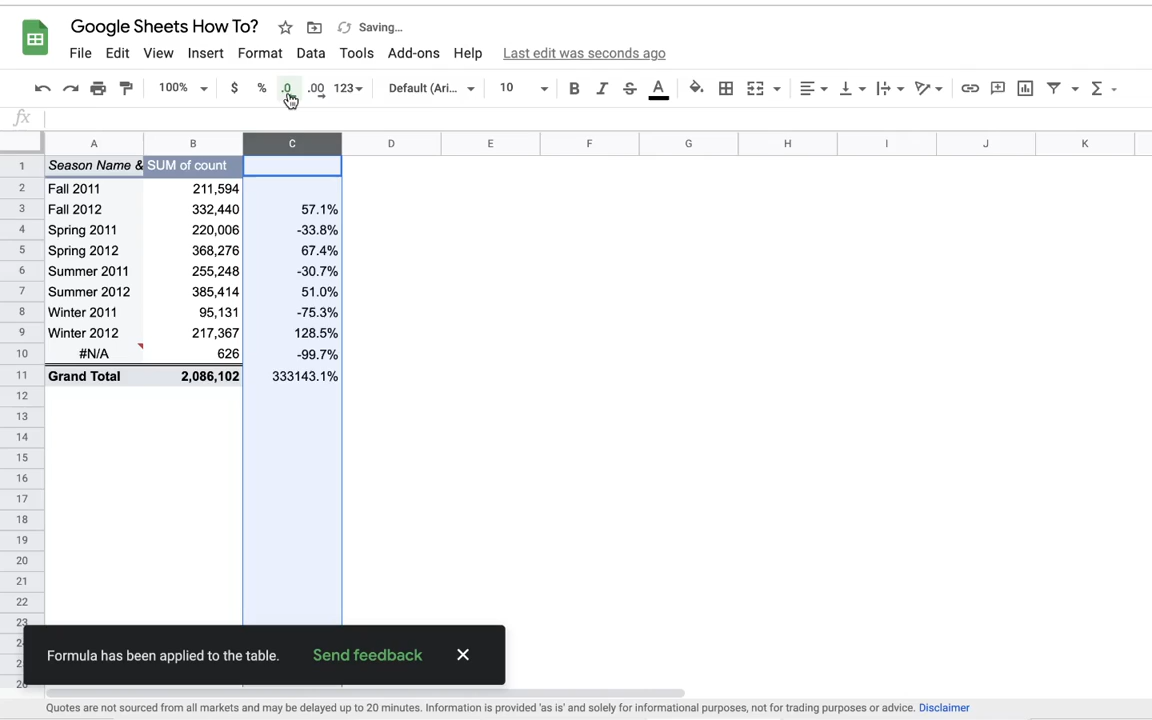 Google Sheets How To? Saving...
File Edit View Insert Format Data Tools Add-ons Help Last edit was seconds ago
100% $ % .0 .00 123 Default (Ari... 10 B I S A Σ
fx
A B C D E F G H I J K
1 Season Name & SUM of count
2 Fall 2011 211,594
3 Fall 2012 332,440 57.1%
4 Spring 2011 220,006 -33.8%
5 Spring 2012 368,276 67.4%
6 Summer 2011 255,248 -30.7%
7 Summer 2012 385,414 51.0%
8 Winter 2011 95,131 -75.3%
9 Winter 2012 217,367 128.5%
10 #N/A 626 -99.7%
11 Grand Total 2,086,102 333143.1%
12
13
14
15
16
17
18
19
20
21
22
23
Formula has been applied to the table. Send feedback
Quotes are not sourced from all markets and may be delayed up to 20 minutes. Information is provided 'as is' and solely for informational purposes, not for trading purposes or advice. Disclaimer